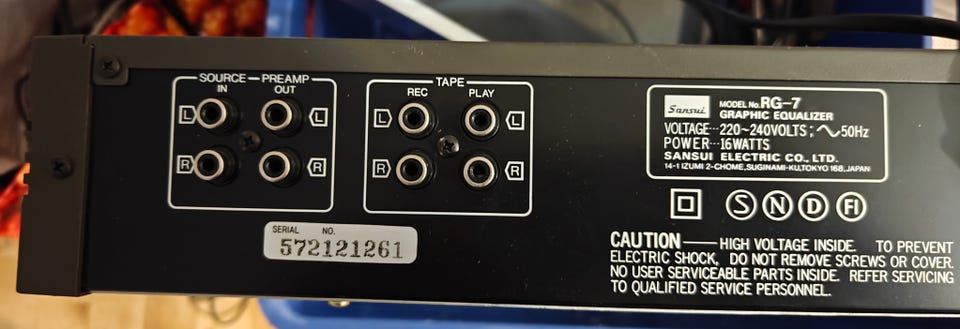 SOURCE — PREAMP
IN OUT
L L
R R
TAPE
REC PLAY
L L
R R
SERIAL NO.
572121261
Sansui MODEL No. RG-7
GRAPHIC EQUALIZER
VOLTAGE···220~240VOLTS; ∿50Hz
POWER···16WATTS
SANSUI ELECTRIC CO., LTD.
14-1 IZUMI 2-CHOME, SUGINAMI-KU, TOKYO 168, JAPAN
S N D FI
CAUTION — HIGH VOLTAGE INSIDE. TO PREVENT
ELECTRIC SHOCK, DO NOT REMOVE SCREWS OR COVER.
NO USER SERVICEABLE PARTS INSIDE. REFER SERVICING
TO QUALIFIED SERVICE PERSONNEL.